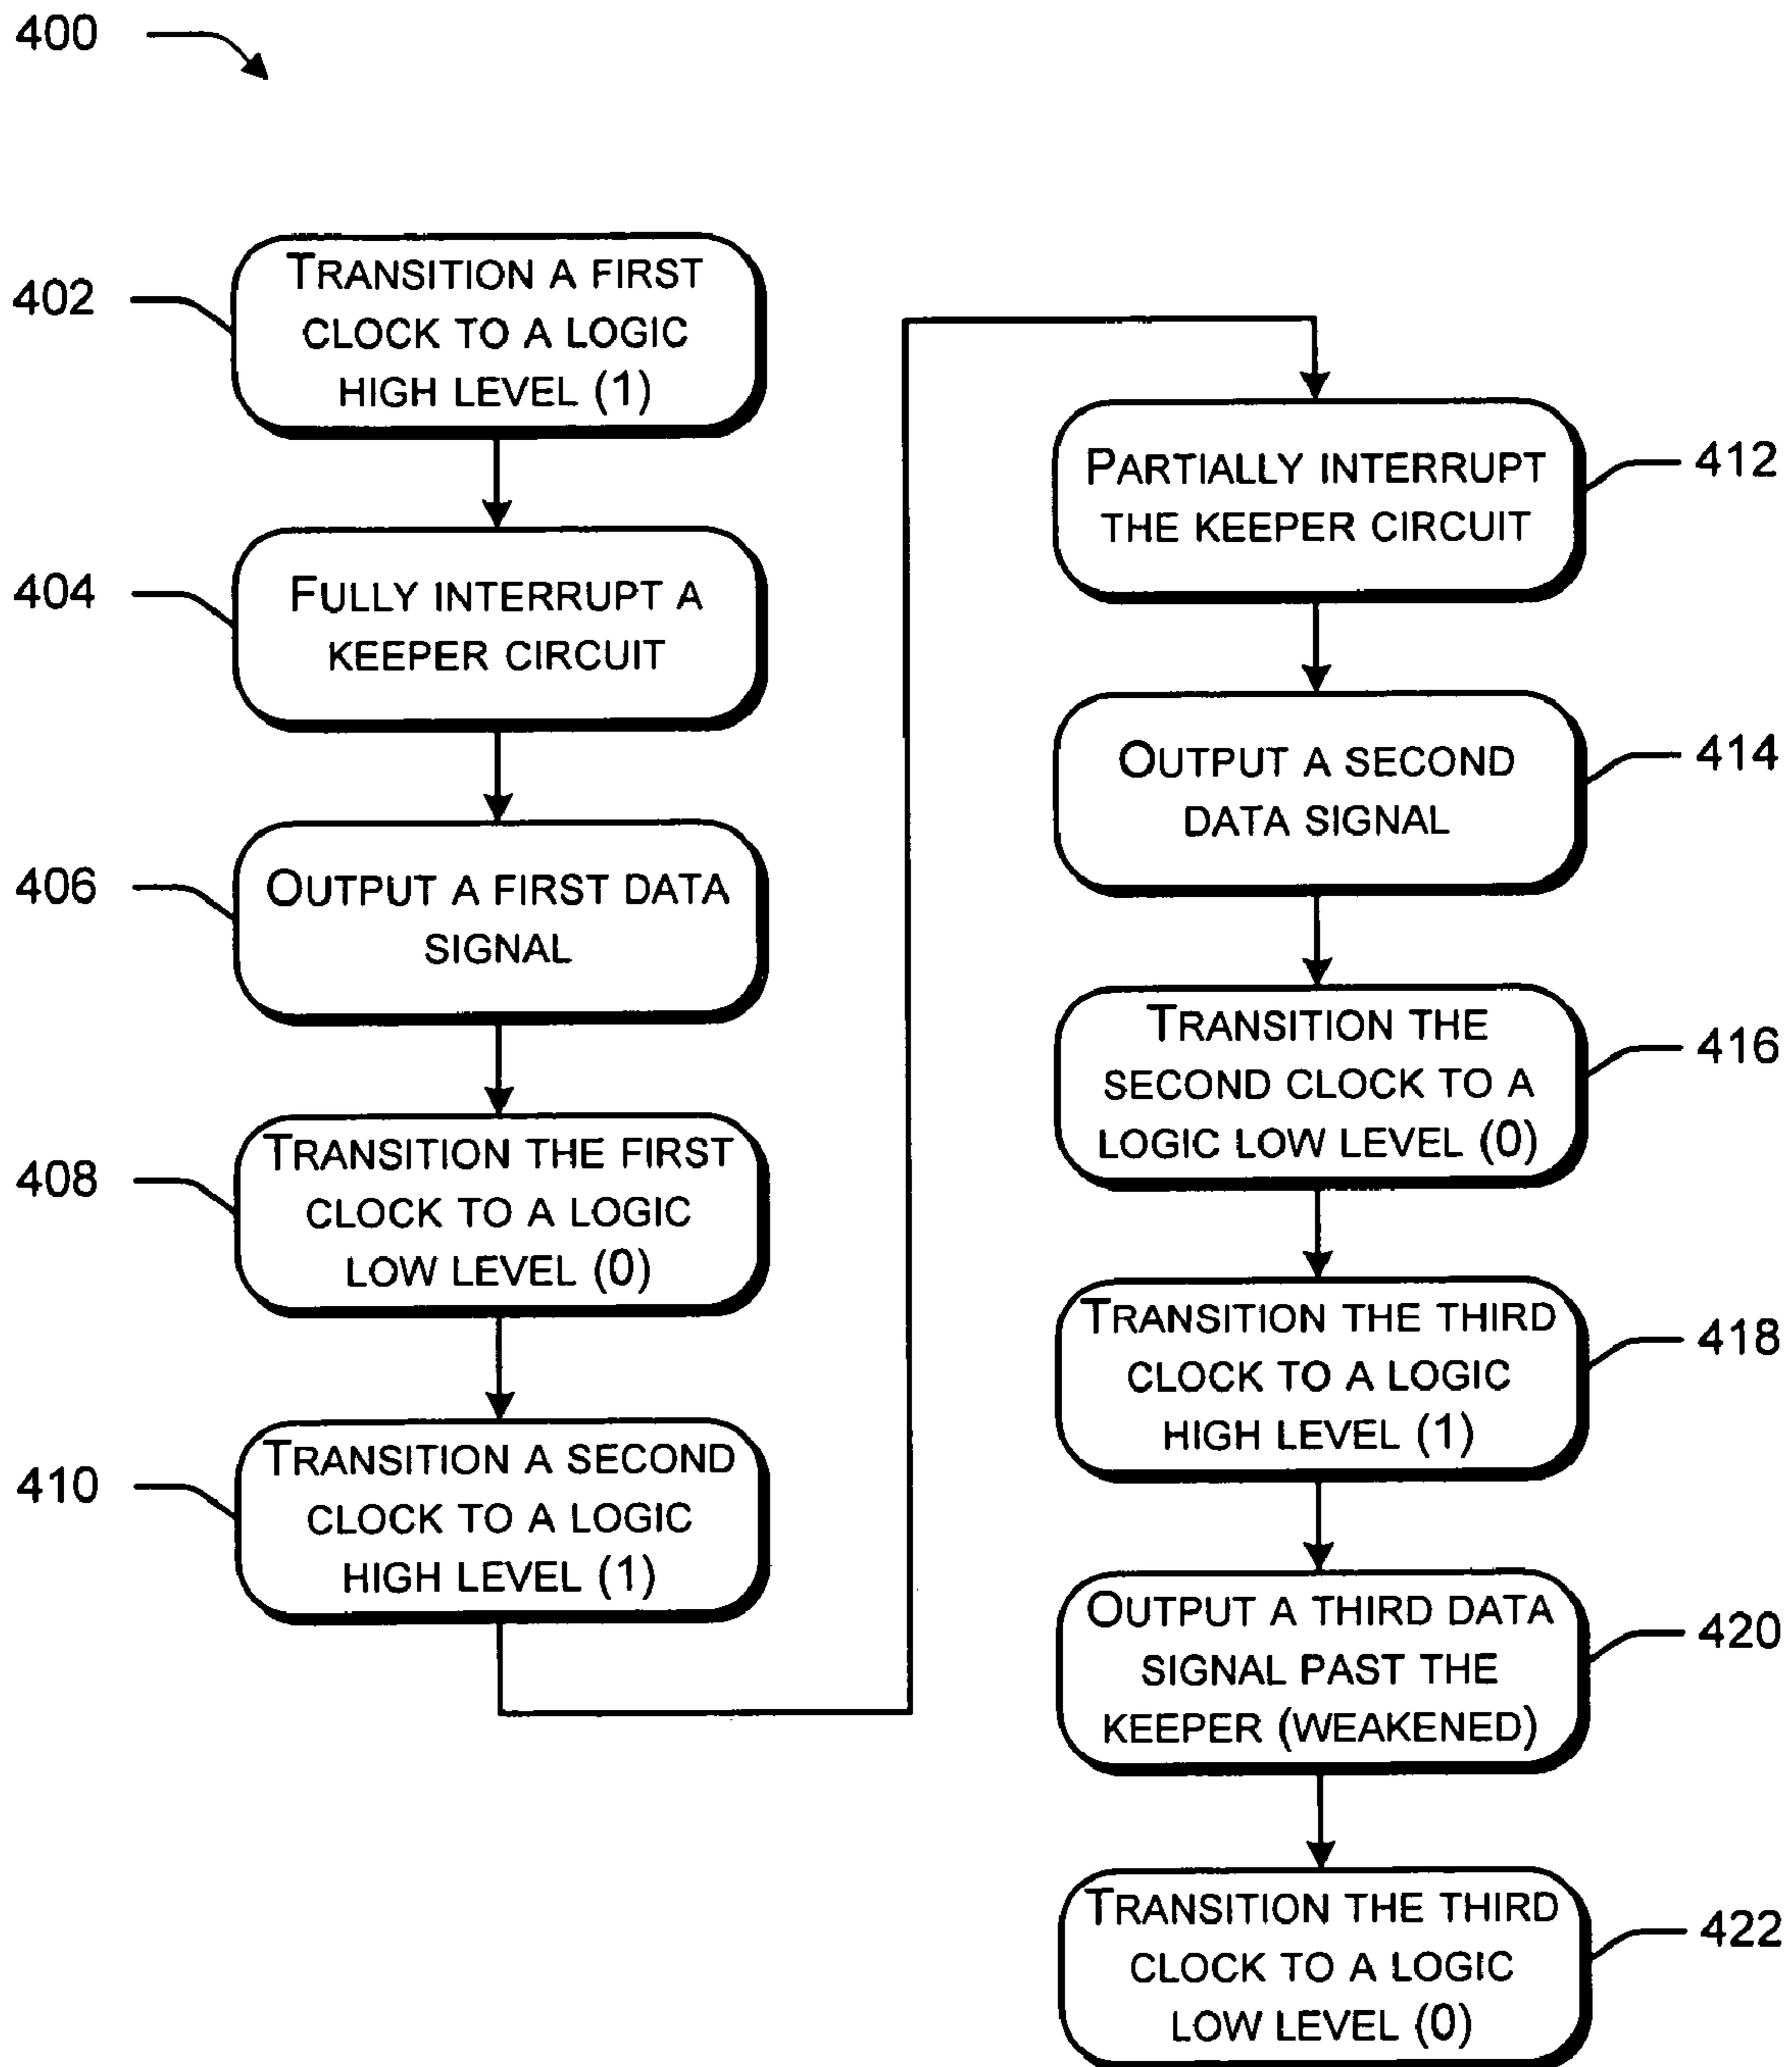 400
402
TRANSITION A FIRST
CLOCK TO A LOGIC
HIGH LEVEL (1)
404
FULLY INTERRUPT A
KEEPER CIRCUIT
406
OUTPUT A FIRST DATA
SIGNAL
408
TRANSITION THE FIRST
CLOCK TO A LOGIC
LOW LEVEL (0)
410
TRANSITION A SECOND
CLOCK TO A LOGIC
HIGH LEVEL (1)
PARTIALLY INTERRUPT
THE KEEPER CIRCUIT
412
OUTPUT A SECOND
DATA SIGNAL
414
TRANSITION THE
SECOND CLOCK TO A
LOGIC LOW LEVEL (0)
416
TRANSITION THE THIRD
CLOCK TO A LOGIC
HIGH LEVEL (1)
418
OUTPUT A THIRD DATA
SIGNAL PAST THE
KEEPER (WEAKENED)
420
TRANSITION THE THIRD
CLOCK TO A LOGIC
LOW LEVEL (0)
422